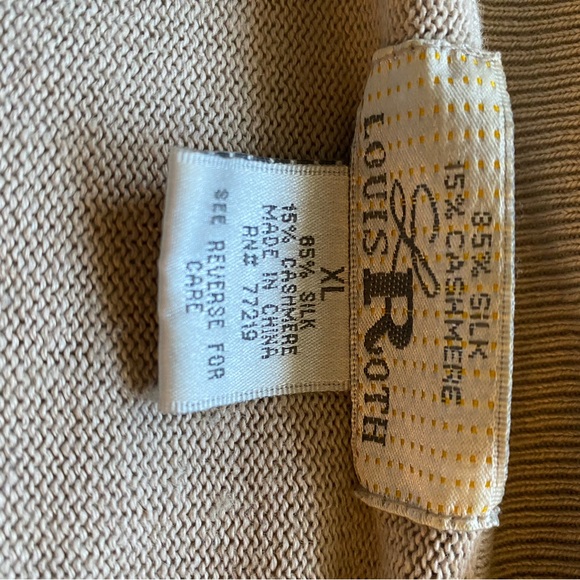 85% SILK
15% CASHMERE
LR
LOUIS ROTH
XL
85% SILK
15% CASHMERE
MADE IN CHINA
RN# 77219
SEE REVERSE FOR
CARE